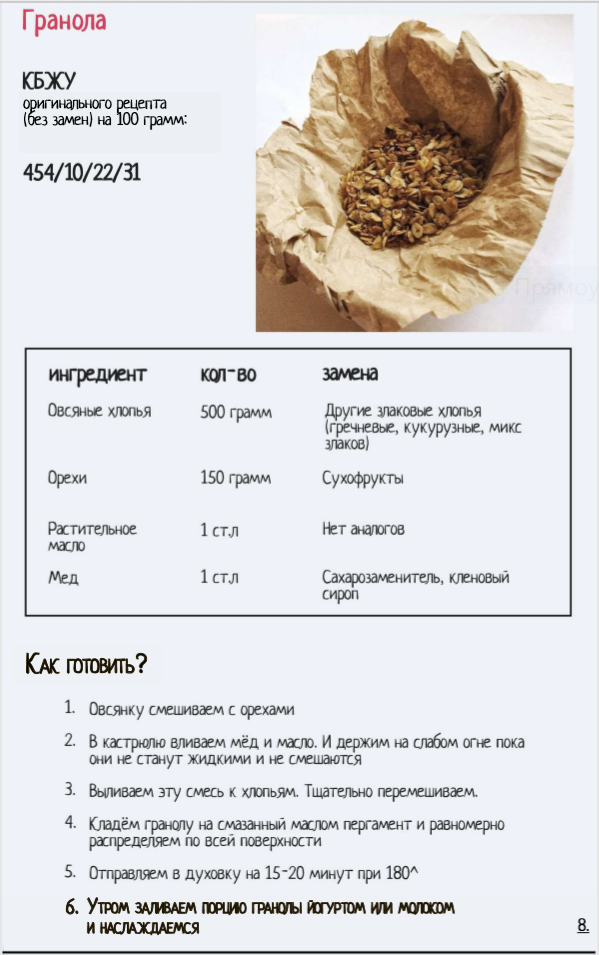 Гранола
КБЖУ
оригинального рецепта
(без замен) на 100 грамм:
454/10/22/31
Прямоу
ингредиент кол-во замена
Овсяные хлопья 500 грамм Другие злаковые хлопья
(гречневые, кукурузные, микс
злаков)
Орехи 150 грамм Сухофрукты
Растительное 1 ст.л Нет аналогов
масло
Мед 1 ст.л Сахарозаменитель, кленовый
сироп
Как готовить?
1. Овсянку смешиваем с орехами
2. В кастрюлю вливаем мёд и масло. И держим на слабом огне пока
они не станут жидкими и не смешаются
3. Выливаем эту смесь к хлопьям. Тщательно перемешиваем.
4. Кладём гранолу на смазанный маслом пергамент и равномерно
распределяем по всей поверхности
5. Отправляем в духовку на 15-20 минут при 180^
6. Утром заливаем порцию гранолы йогуртом или молоком
и наслаждаемся
8.